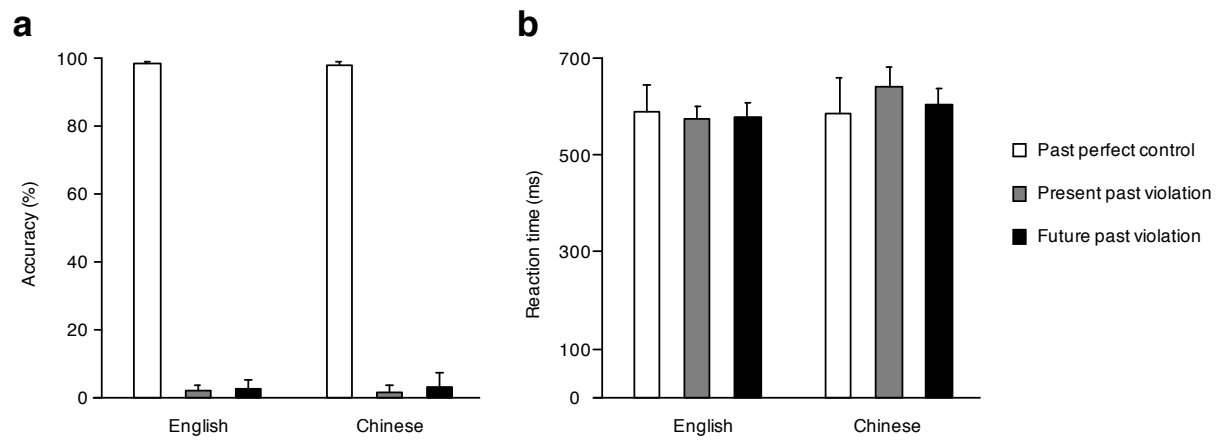 a
Accuracy (%)
100
80
60
40
20
0
English
Chinese
b
Reaction time (ms)
700
500
300
100
0
English
Chinese
Past perfect control
Present past violation
Future past violation